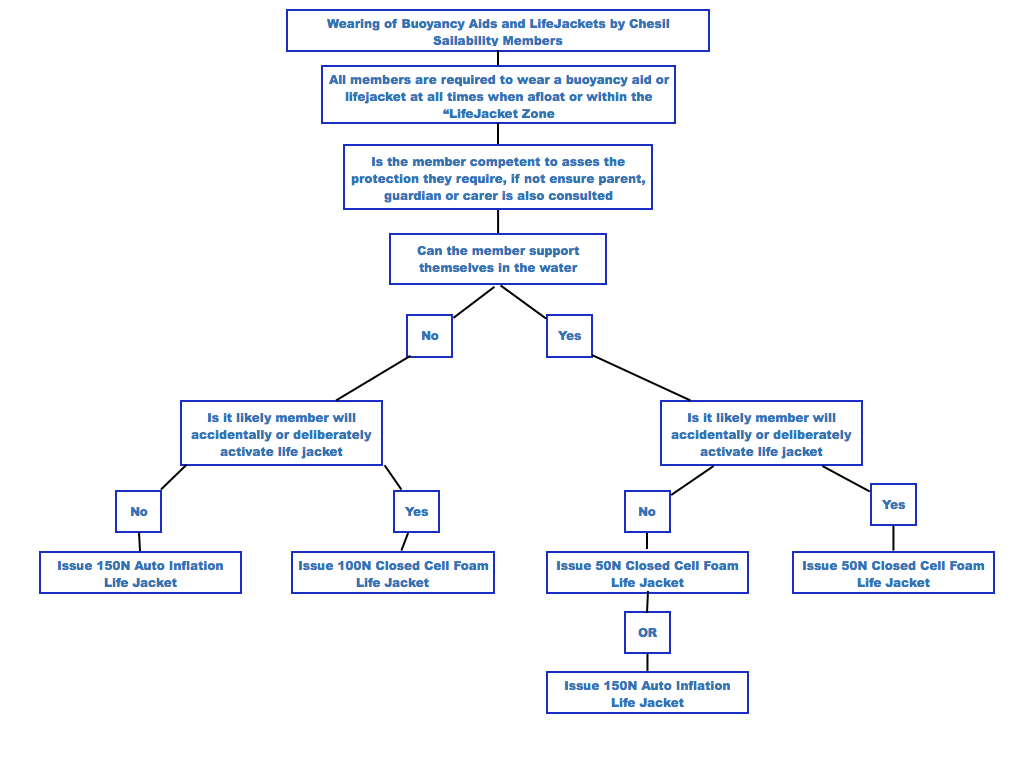 Wearing of Buoyancy Aids and LifeJackets by Chesil
Sailability Members
All members are required to wear a buoyancy aid or
lifejacket at all times when afloat or within the
“LifeJacket Zone
Is the member competent to asses the
protection they require, if not ensure parent,
guardian or carer is also consulted
Can the member support
themselves in the water
No
Yes
Is it likely member will
accidentally or deliberately
activate life jacket
Is it likely member will
accidentally or deliberately
activate life jacket
No
Yes
No
Yes
Issue 150N Auto Inflation
Life Jacket
Issue 100N Closed Cell Foam
Life Jacket
Issue 50N Closed Cell Foam
Life Jacket
Issue 50N Closed Cell Foam
Life Jacket
OR
Issue 150N Auto Inflation
Life Jacket